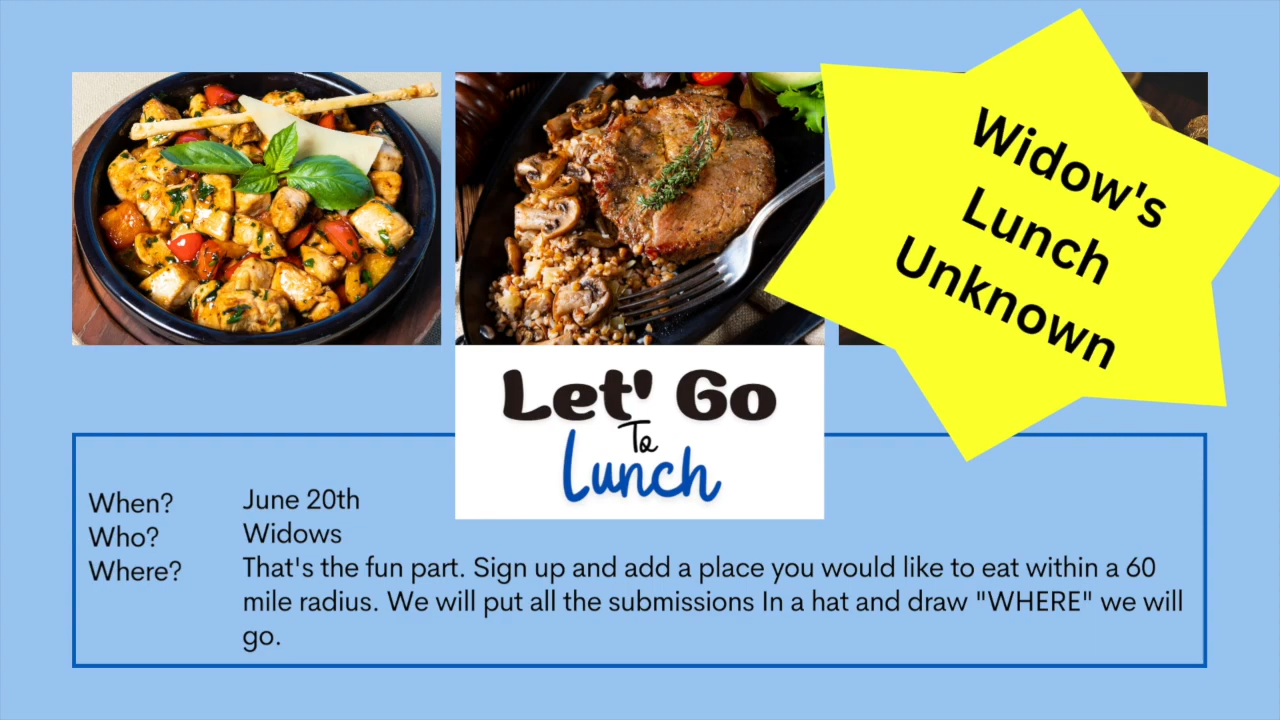 Widow's
Lunch
Unknown
Let' Go
To
Lunch
When? June 20th
Who? Widows
Where? That's the fun part. Sign up and add a place you would like to eat within a 60
mile radius. We will put all the submissions In a hat and draw "WHERE" we will
go.